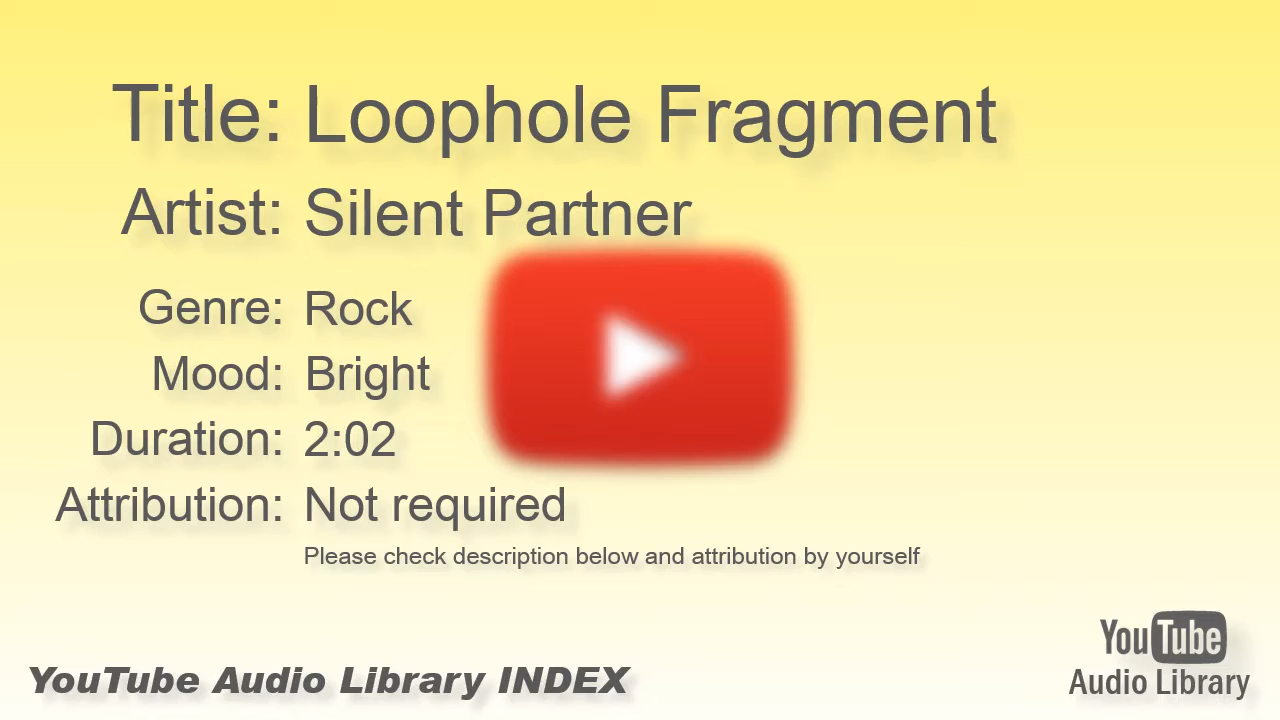 Title: Loophole Fragment
Artist: Silent Partner
Genre: Rock
Mood: Bright
Duration: 2:02
Attribution: Not required
Please check description below and attribution by yourself
YouTube Audio Library INDEX
YouTube
Audio Library